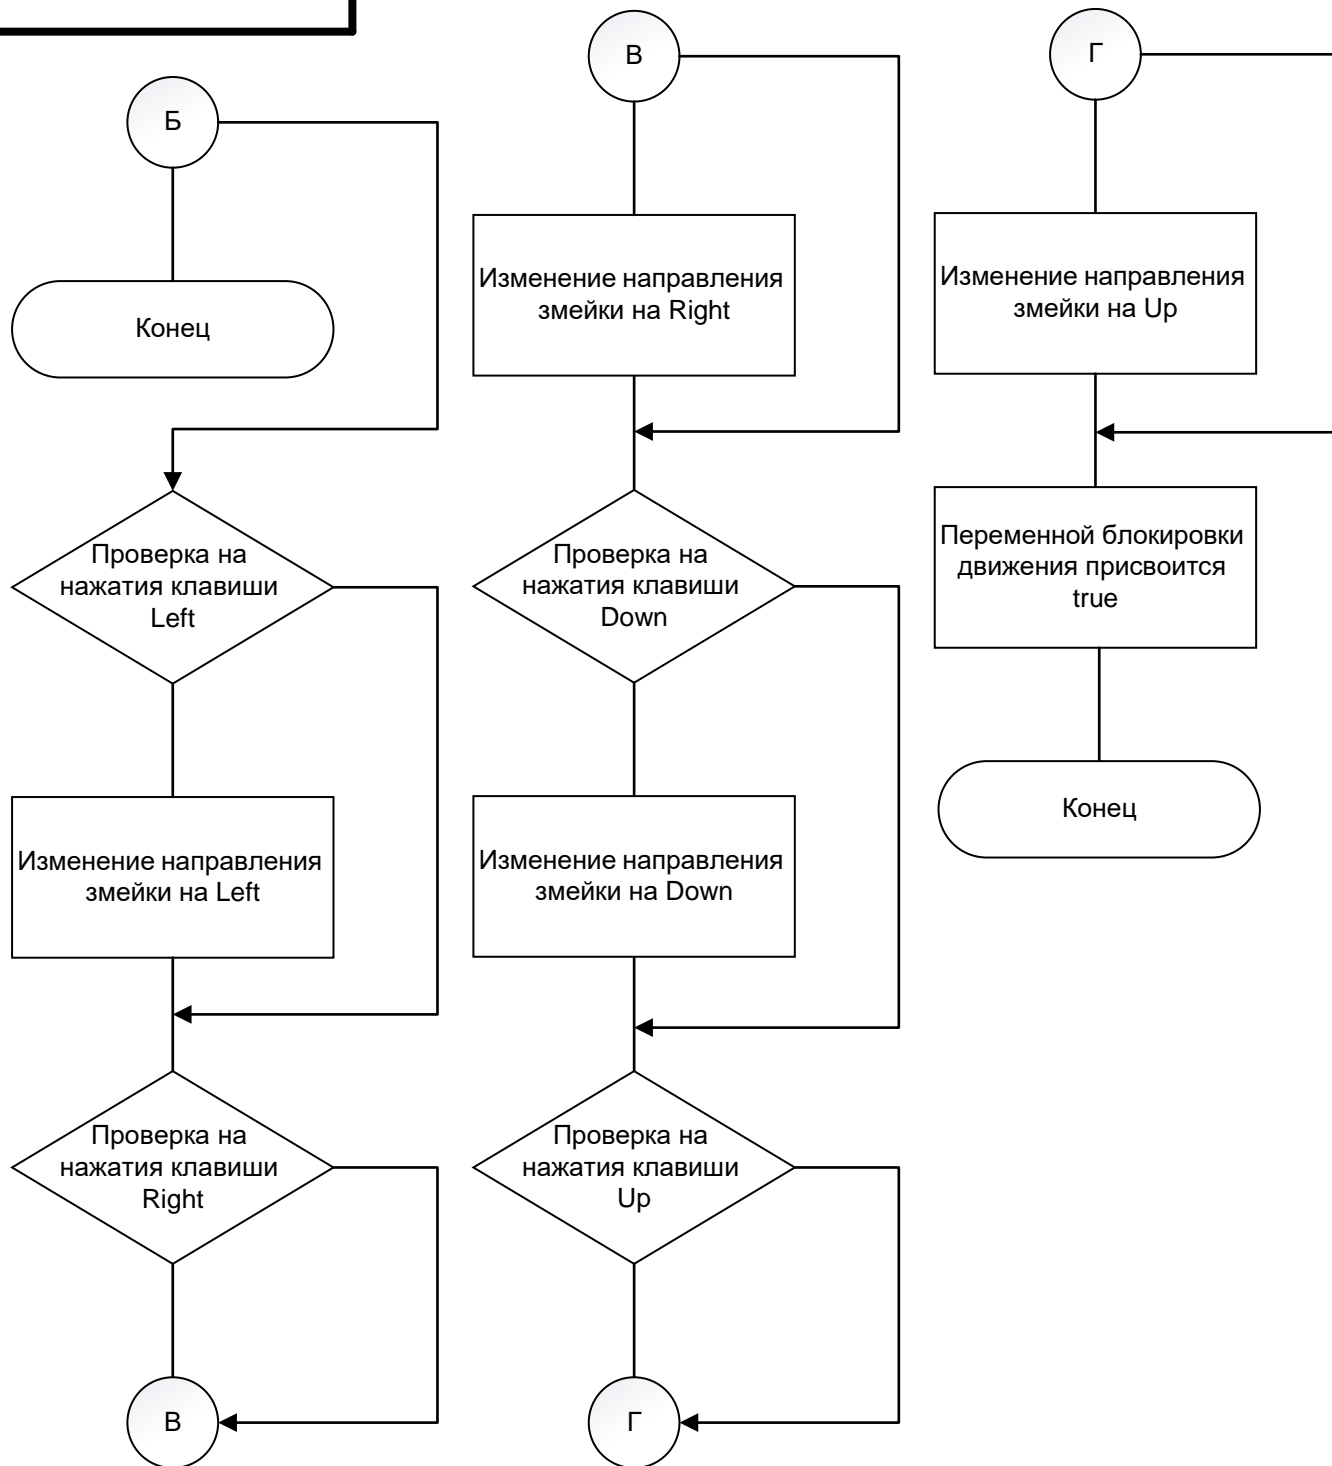 Б
Конец
Проверка на
нажатия клавиши
Left
Изменение направления
змейки на Left
Проверка на
нажатия клавиши
Right
В
В
Изменение направления
змейки на Right
Проверка на
нажатия клавиши
Down
Изменение направления
змейки на Down
Проверка на
нажатия клавиши
Up
Г
Г
Изменение направления
змейки на Up
Переменной блокировки
движения присвоится
true
Конец